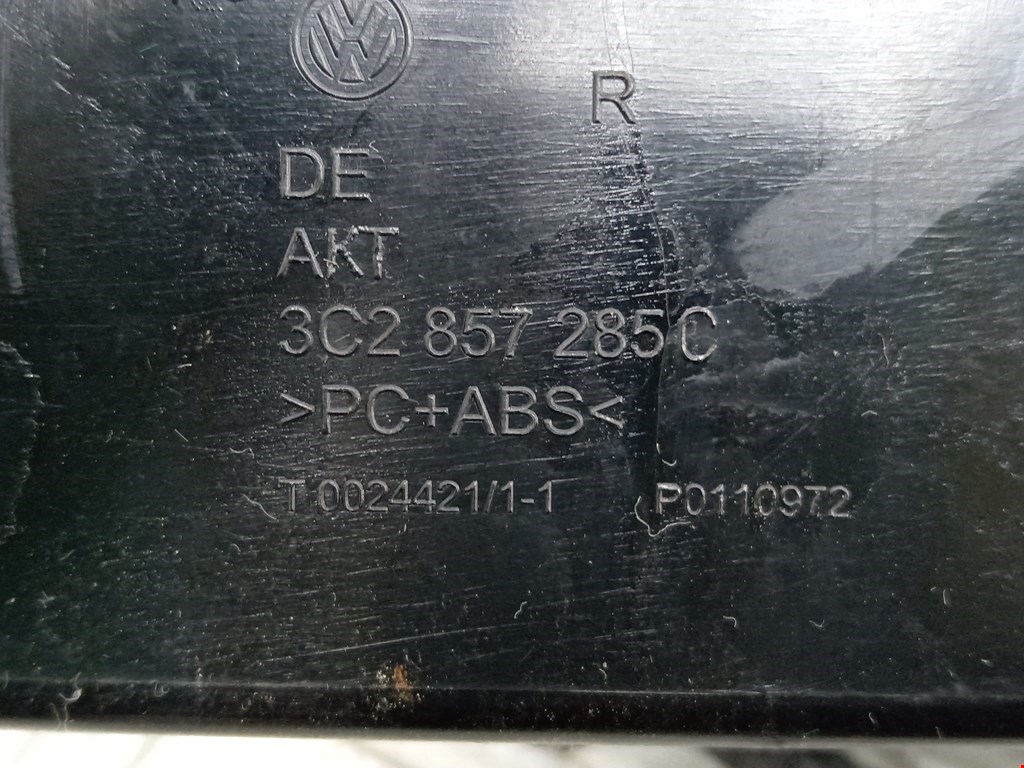 R
DE
AKT
3C2 857 285 C
>PC+ABS<
T 0024421/1-1 P0110972